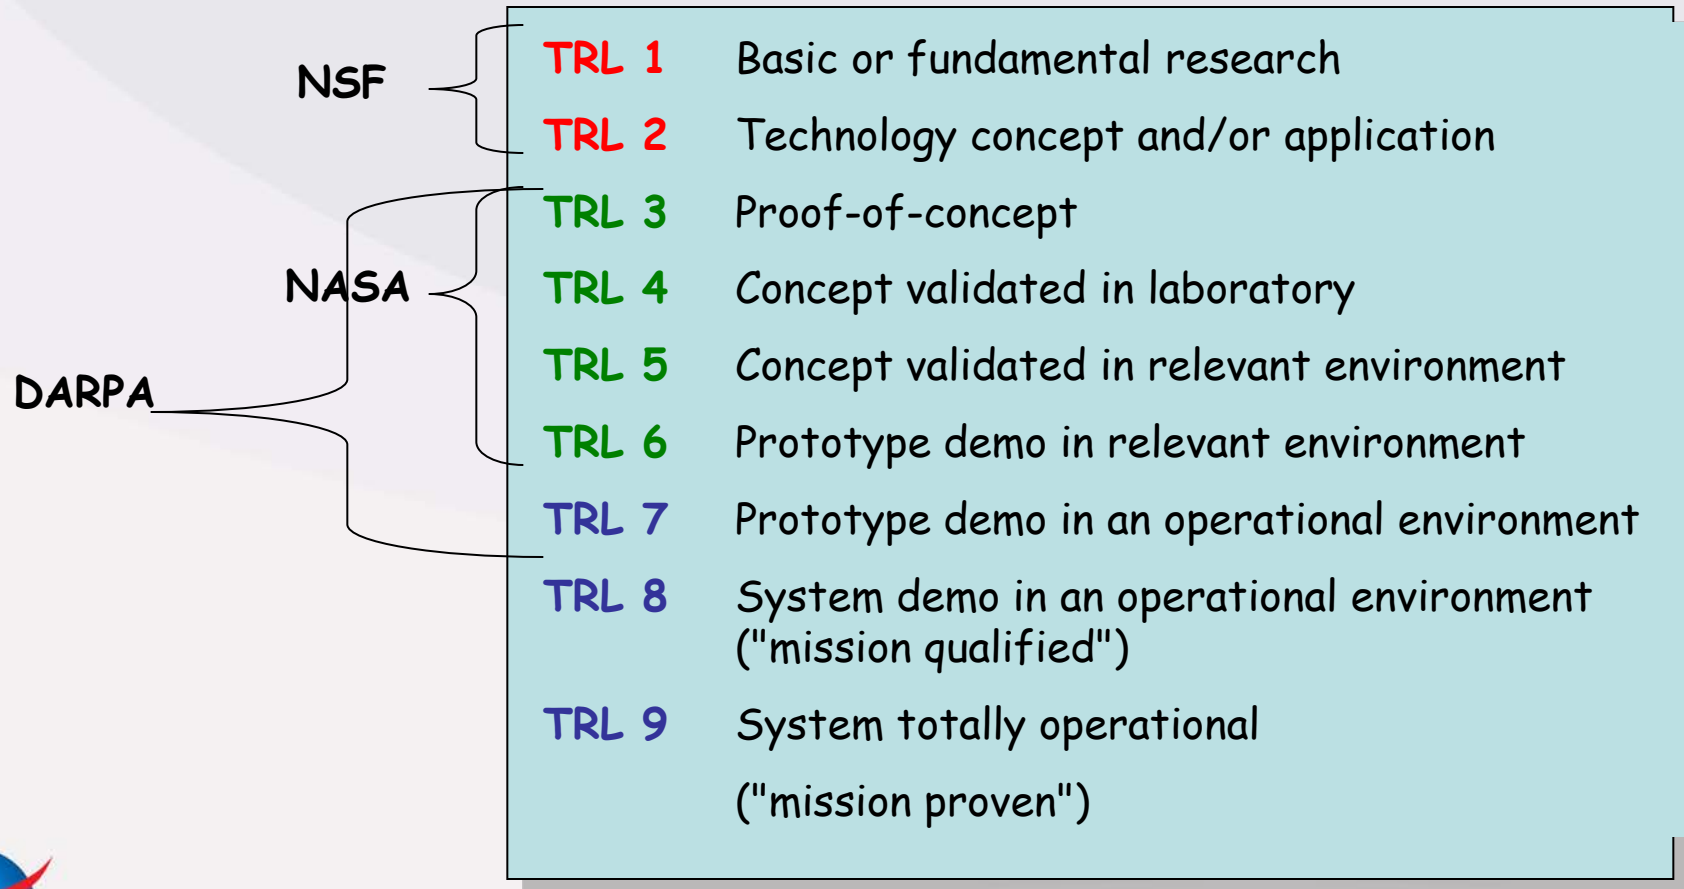 NSF
TRL 1 Basic or fundamental research
TRL 2 Technology concept and/or application
TRL 3 Proof-of-concept
NASA
TRL 4 Concept validated in laboratory
TRL 5 Concept validated in relevant environment
DARPA
TRL 6 Prototype demo in relevant environment
TRL 7 Prototype demo in an operational environment
TRL 8 System demo in an operational environment
("mission qualified")
TRL 9 System totally operational
("mission proven")